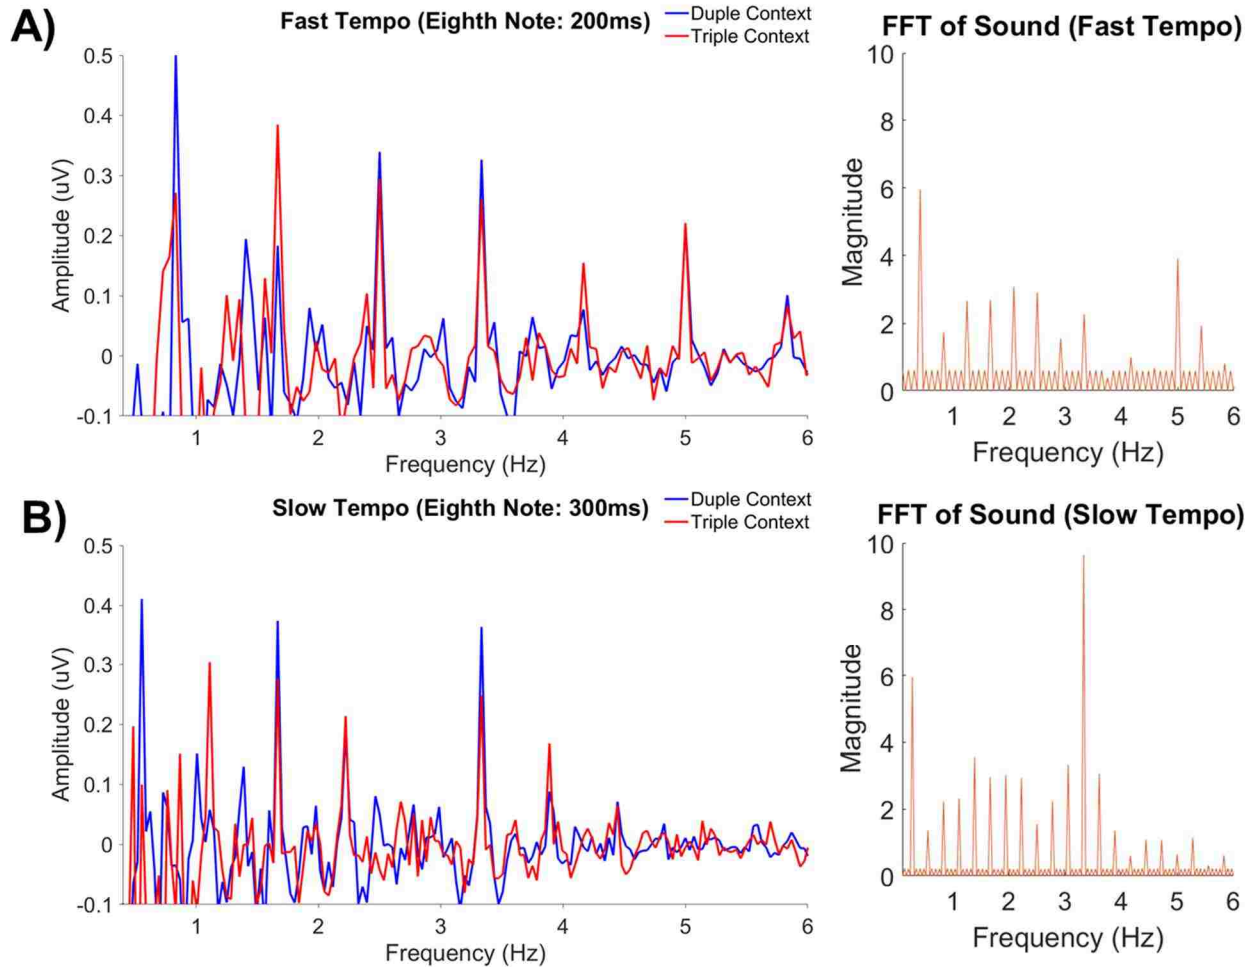 A)
Fast Tempo (Eighth Note: 200ms)
Duple Context
Triple Context
FFT of Sound (Fast Tempo)
0.5
0.4
0.3
0.2
0.1
0
-0.1
Amplitude (uV)
1 2 3 4 5 6
Frequency (Hz)
10
8
6
4
2
0
Magnitude
1 2 3 4 5 6
Frequency (Hz)
B)
Slow Tempo (Eighth Note: 300ms)
Duple Context
Triple Context
FFT of Sound (Slow Tempo)
0.5
0.4
0.3
0.2
0.1
0
-0.1
Amplitude (uV)
1 2 3 4 5 6
Frequency (Hz)
10
8
6
4
2
0
Magnitude
1 2 3 4 5 6
Frequency (Hz)